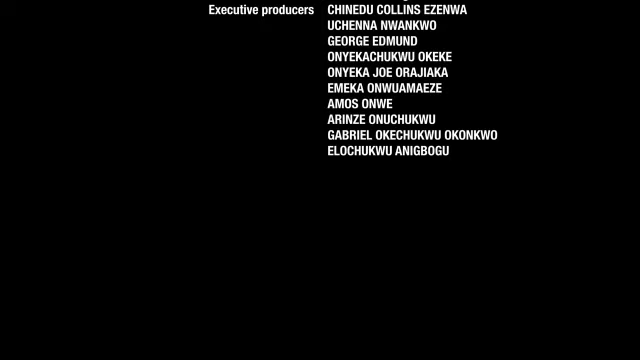 Executive producers CHINEDU COLLINS EZENWA
UCHENNA NWANKWO
GEORGE EDMUND
ONYEKACHUKWU OKEKE
ONYEKA JOE ORAJIAKA
EMEKA ONWUAMAEZE
AMOS ONWE
ARINZE ONUCHUKWU
GABRIEL OKECHUKWU OKONKWO
ELOCHUKWU ANIGBOGU